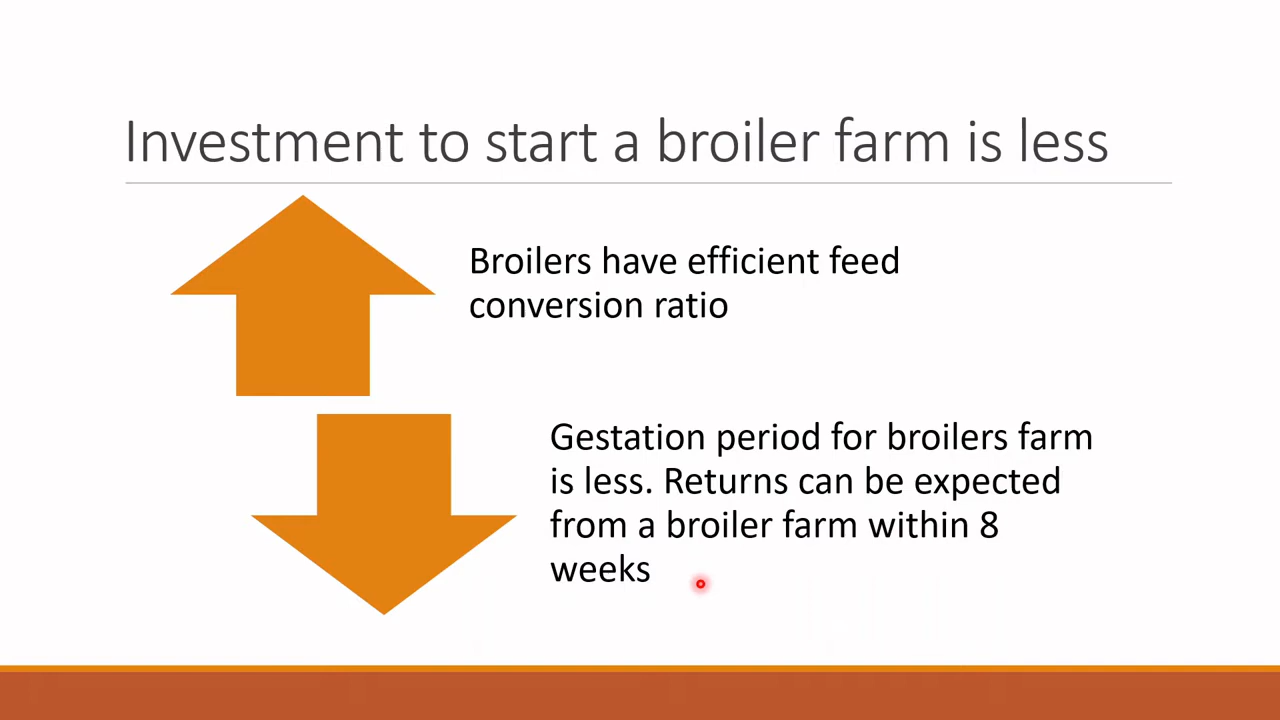 Investment to start a broiler farm is less
Broilers have efficient feed
conversion ratio
Gestation period for broilers farm
is less. Returns can be expected
from a broiler farm within 8
weeks